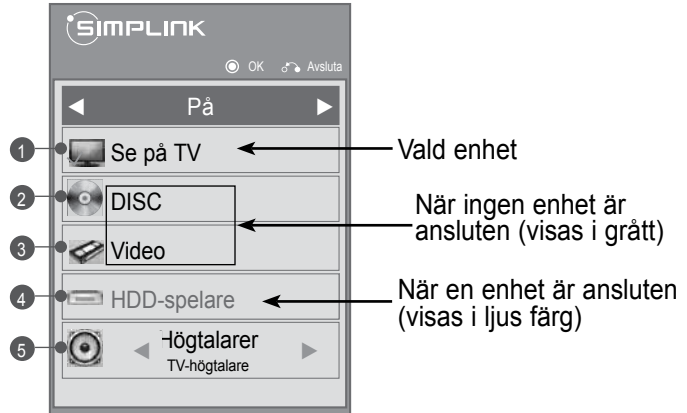 SIMPLINK
OK Avsluta
På
1 Se på TV
Vald enhet
2 DISC
När ingen enhet är
ansluten (visas i grått)
3 Video
4 HDD-spelare
När en enhet är ansluten
(visas i ljus färg)
5 Högtalarer
TV-högtalare